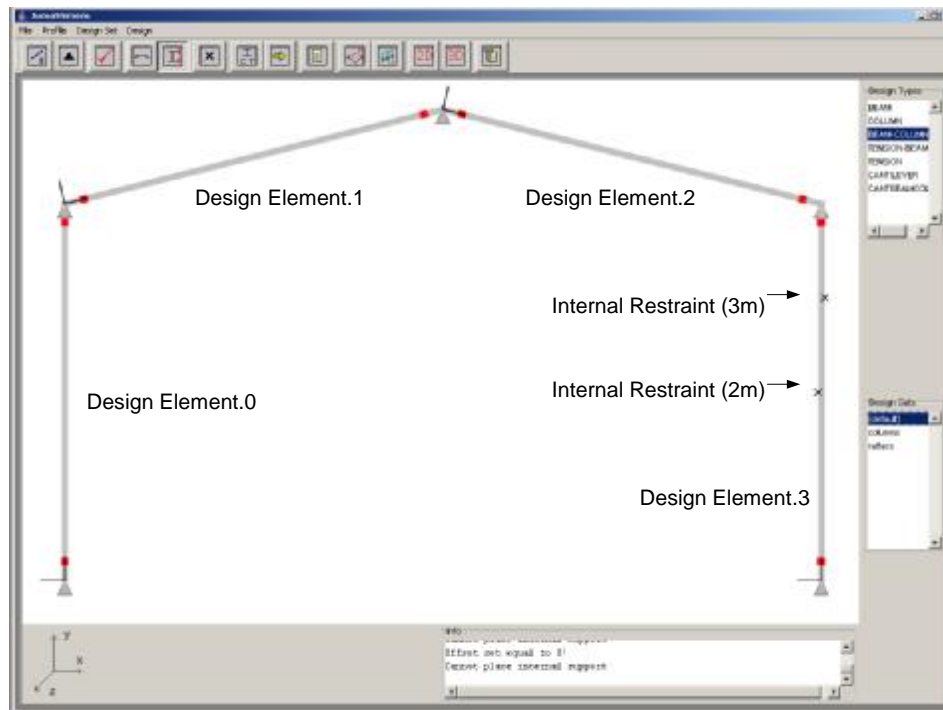 File Profile Design Set Design
Design Types
BEAM
COLUMN
BEAM-COLUMN
TENSION-BEAM
TENSION
CANTILEVER
Design Element.1
Design Element.2
Internal Restraint (3m)
Internal Restraint (2m)
Design Element.0
Design Element.3
Design Sets
(default)
columns
rafters
y
x
z
Info
Offset set equal to 0!
Cannot place internal support